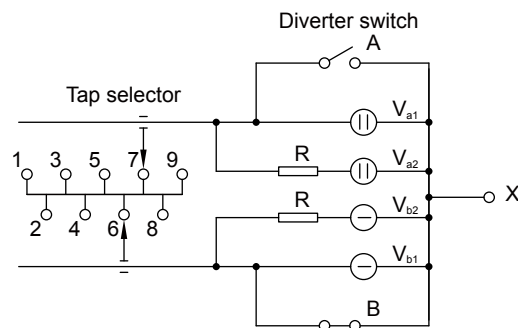 Diverter switch
A
Tap selector
V a1
1 3 5 7 9
R V a2
X
R V b2
2 4 6 8
V b1
B